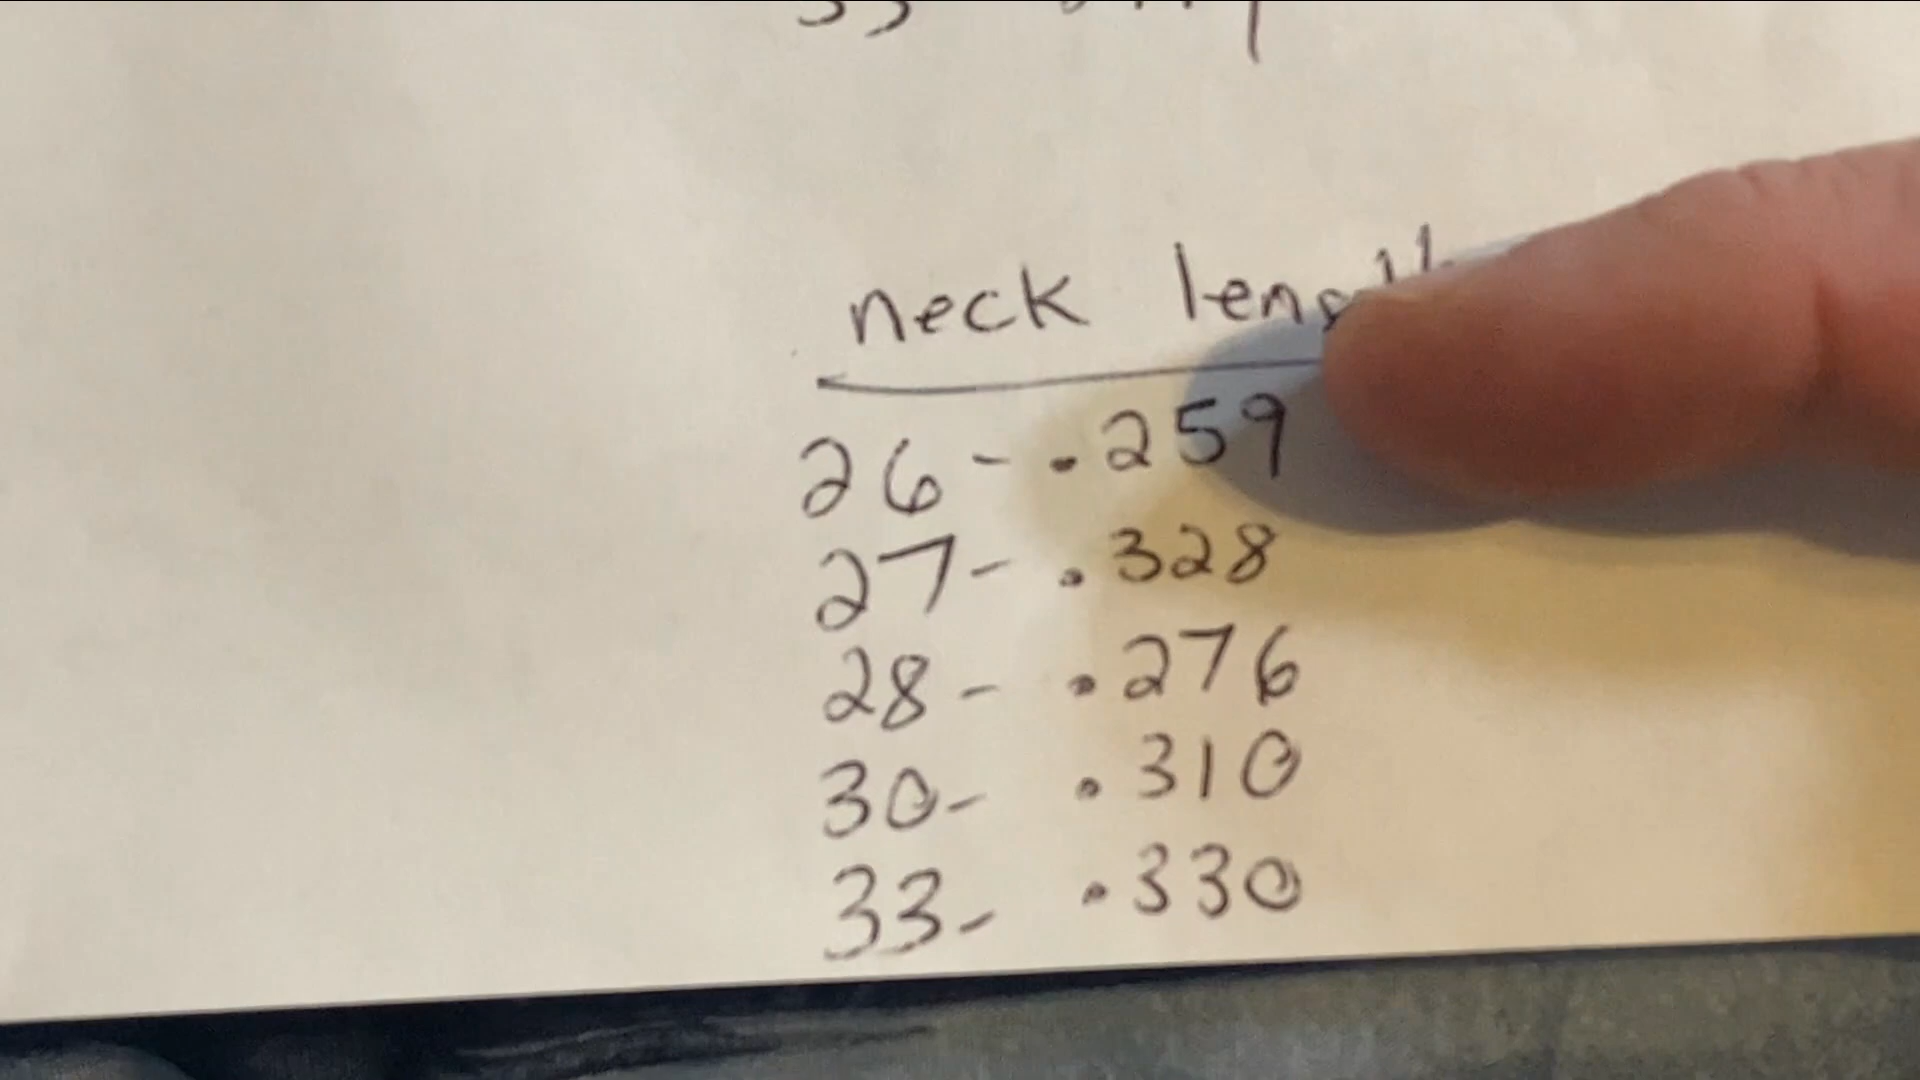 neck
26 - .259
27 - .328
28 - .276
30 - .310
33 - .330